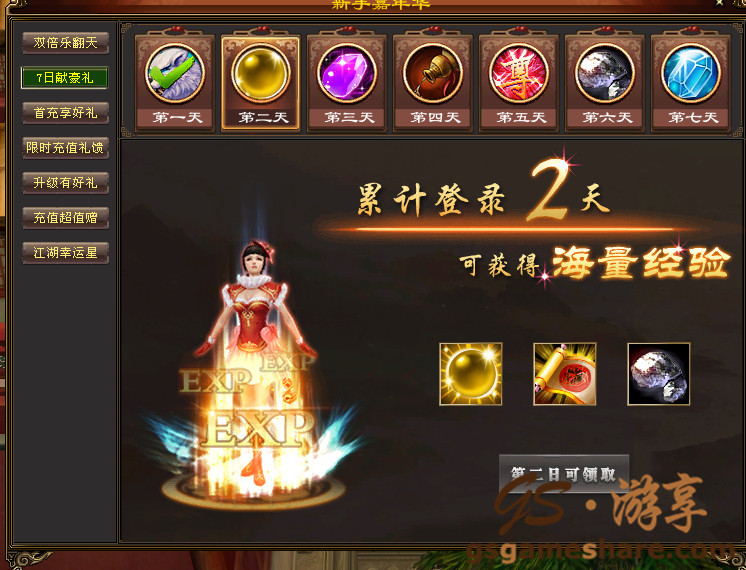 新手嘉年华
双倍乐翻天
7日献豪礼
首充享好礼
限时充值礼馈
升级有好礼
充值超值赠
江湖幸运星
第一天
第二天
第三天
第四天
尊
第五天
第六天
第七天
累计登录2天
可获得 海量经验
EXP
EXP
EXP
第二日可领取
GS·游享
gsgameshare.com